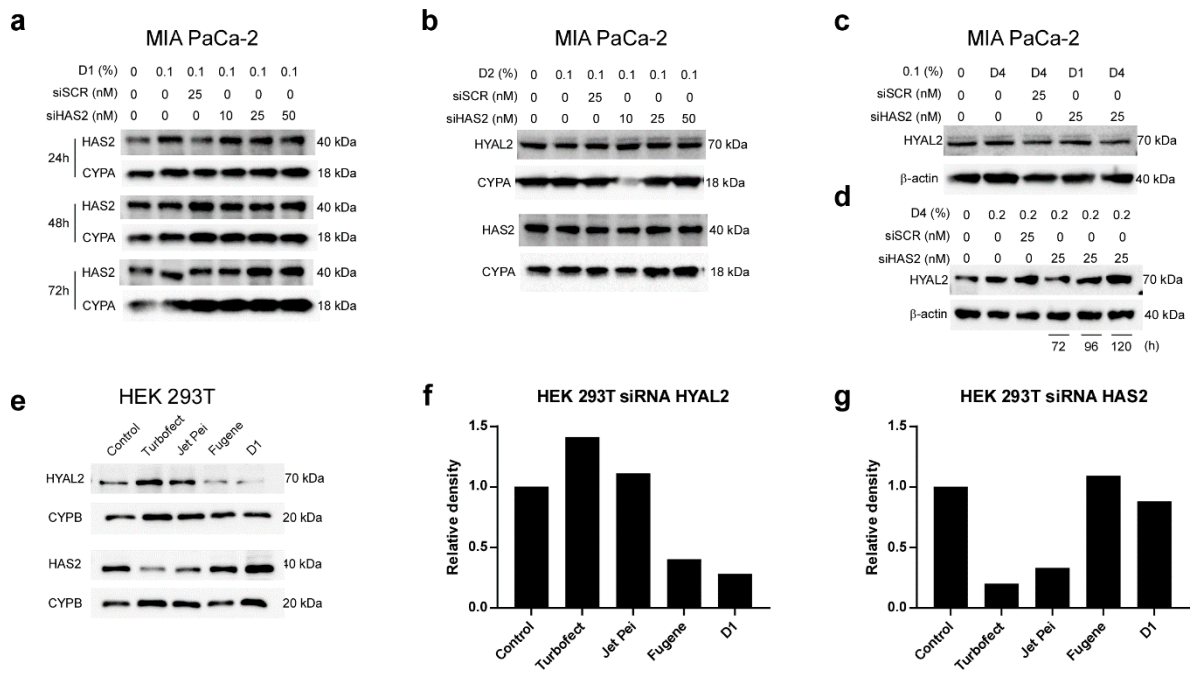 a
MIA PaCa-2
D1 (%) 0 0.1 0.1 0.1 0.1 0.1
siSCR (nM) 0 0 25 0 0 0
siHAS2 (nM) 0 0 0 10 25 50
24h
HAS2 40 kDa
CYPA 18 kDa
48h
HAS2 40 kDa
CYPA 18 kDa
72h
HAS2 40 kDa
CYPA 18 kDa
b
MIA PaCa-2
D2 (%) 0 0.1 0.1 0.1 0.1 0.1
siSCR (nM) 0 0 25 0 0 0
siHAS2 (nM) 0 0 0 10 25 50
HYAL2 70 kDa
CYPA 18 kDa
HAS2 40 kDa
CYPA 18 kDa
c
MIA PaCa-2
0.1 (%) 0 D4 D4 D1 D4
siSCR (nM) 0 0 25 0 0
siHAS2 (nM) 0 0 0 25 25
HYAL2 70 kDa
β-actin 40 kDa
d
D4 (%) 0 0.2 0.2 0.2 0.2 0.2
siSCR (nM) 0 0 25 0 0 0
siHAS2 (nM) 0 0 0 25 25 25
HYAL2 70 kDa
β-actin 40 kDa
72 96 120 (h)
e
HEK 293T
Control Turbofect Jet Pei Fugene D1
HYAL2 70 kDa
CYPB 20 kDa
HAS2 40 kDa
CYPB 20 kDa
f
HEK 293T siRNA HYAL2
Relative density
1.5
1.0
0.5
0.0
Control Turbofect Jet Pei Fugene D1
g
HEK 293T siRNA HAS2
Relative density
1.5
1.0
0.5
0.0
Control Turbofect Jet Pei Fugene D1